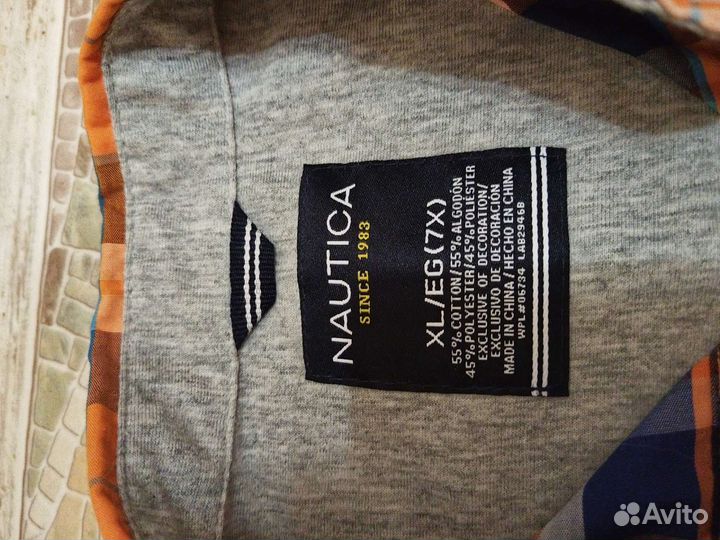 NAUTICA
SINCE 1983
XL/EG(7X)
55% COTTON/55% ALGODÓN
45% POLYESTER/45% POLIÉSTER
EXCLUSIVE OF DECORATION/
EXCLUSIVO DE DECORACIÓN
MADE IN CHINA/HECHO EN CHINA
WPL#06734 LAB2946B
Avito